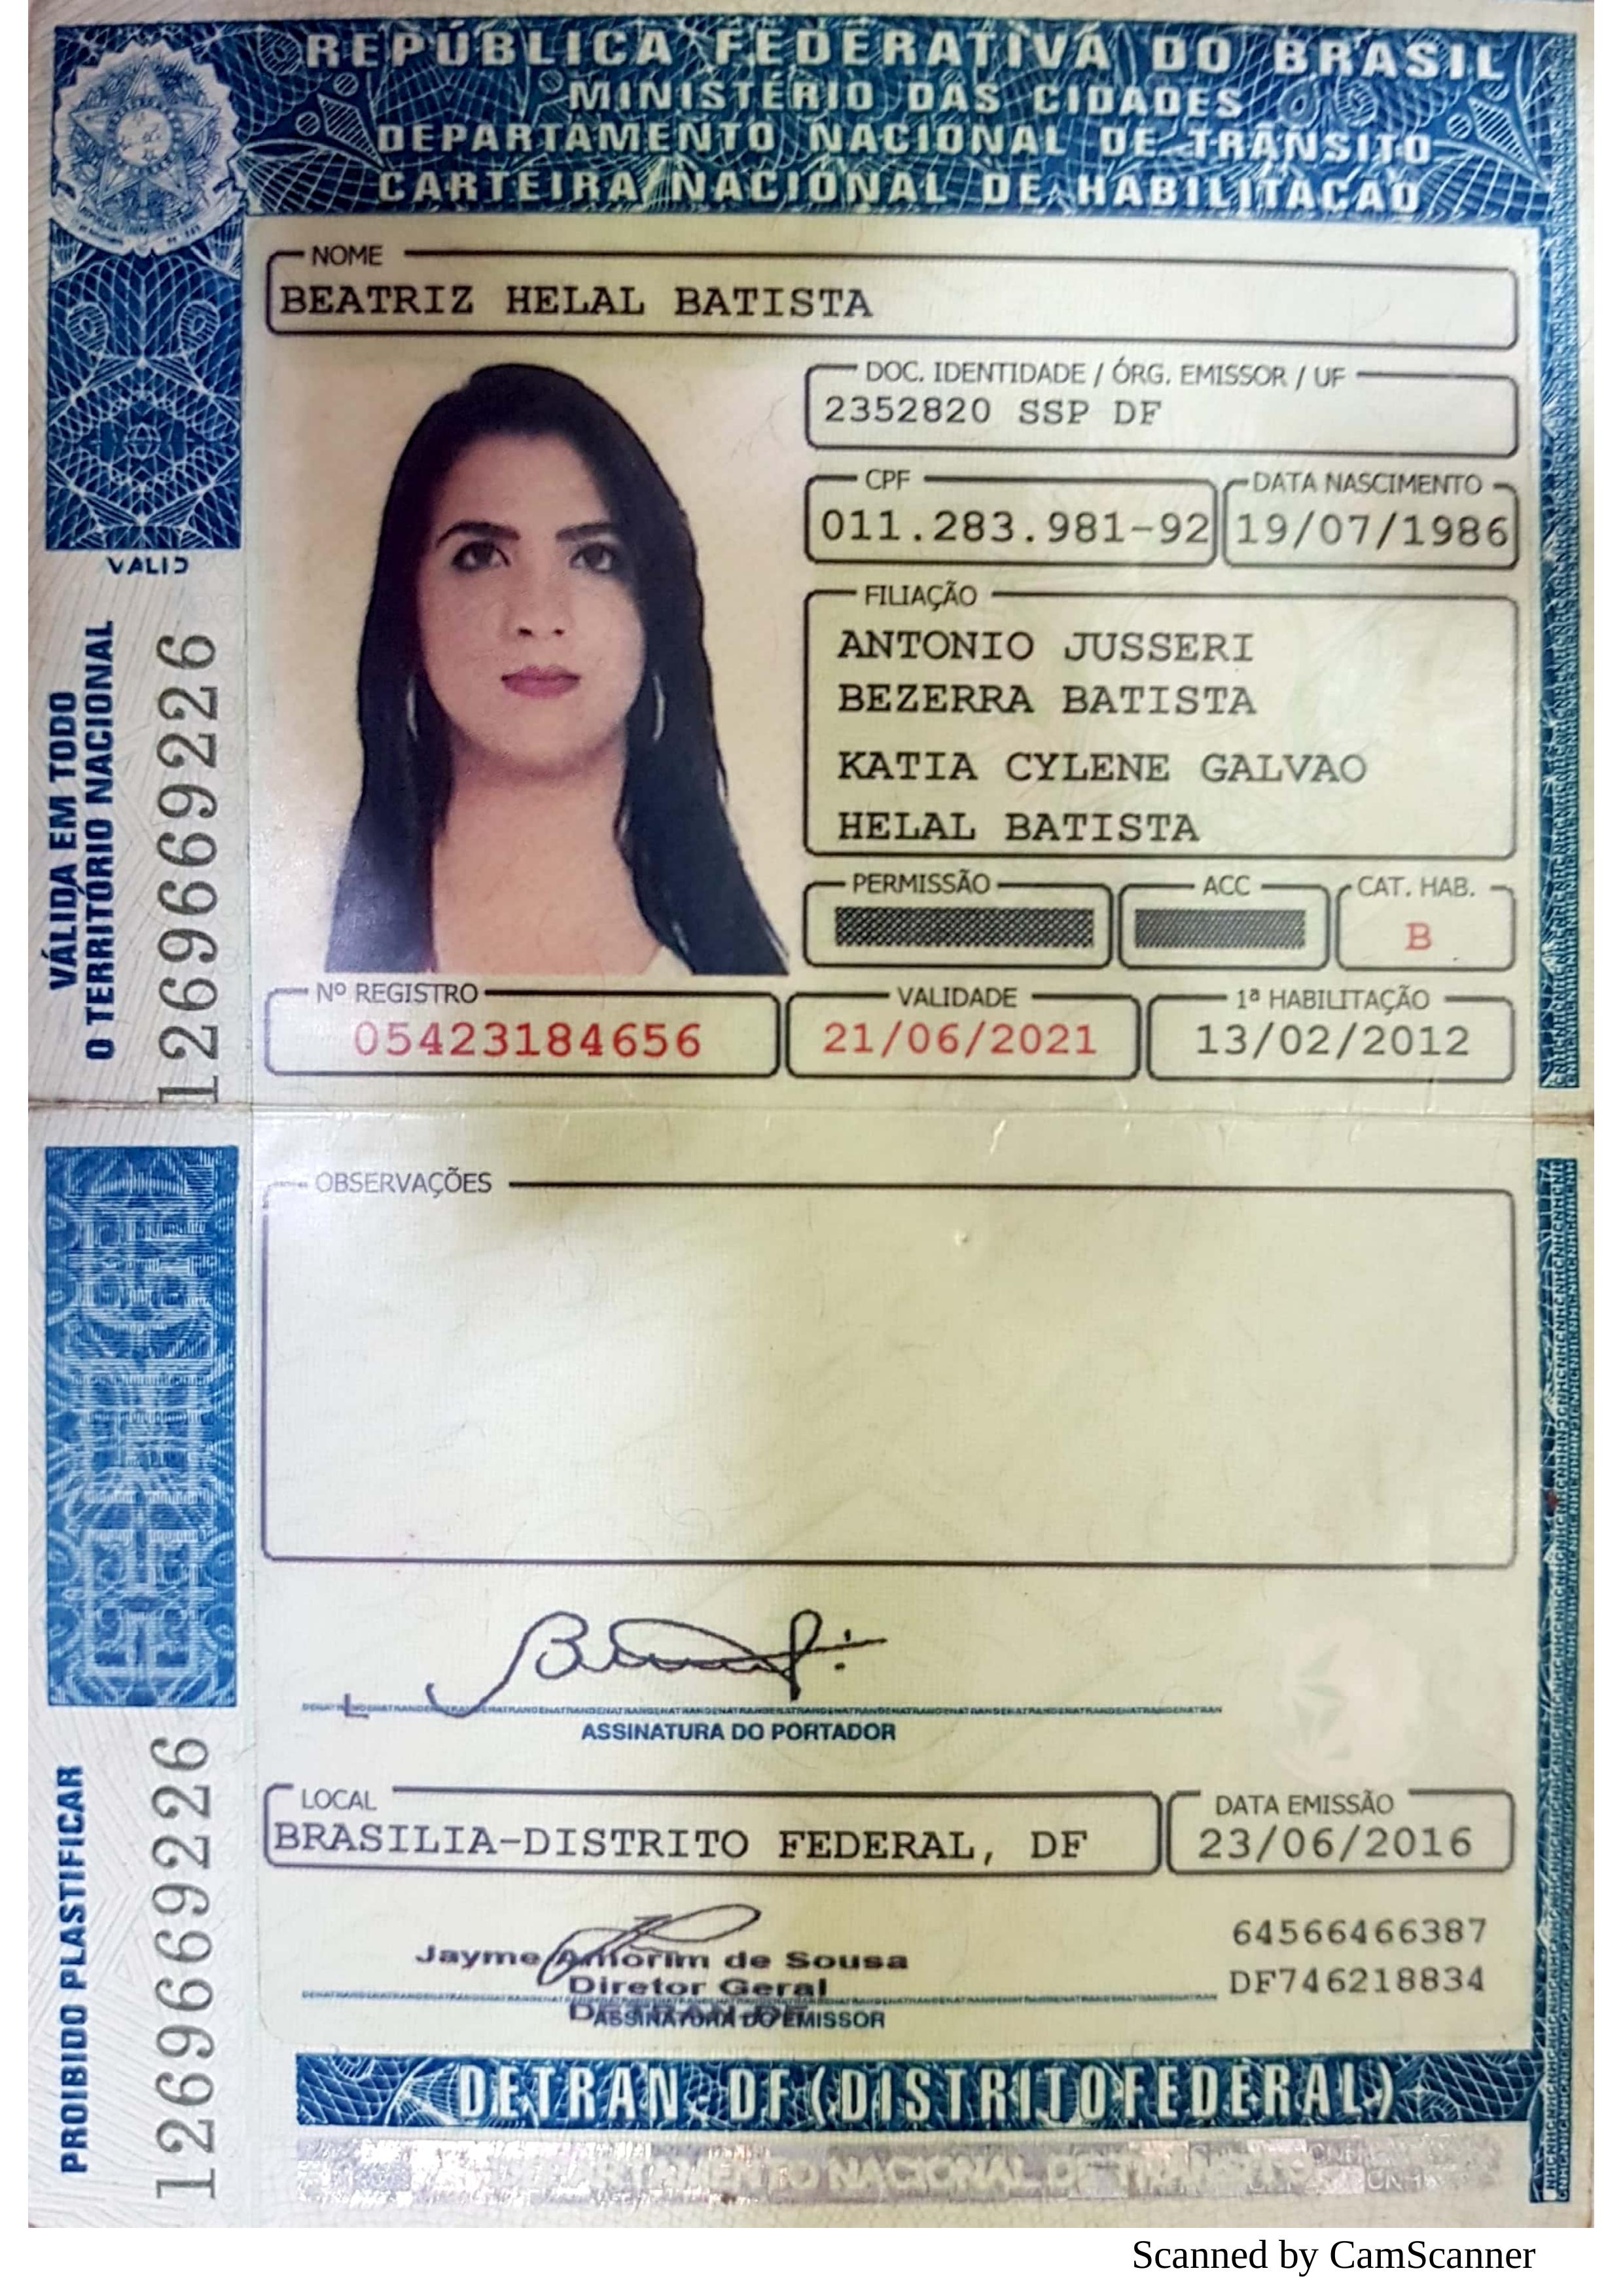 REPÚBLICA FEDERATIVA DO BRASIL
MINISTÉRIO DAS CIDADES
DEPARTAMENTO NACIONAL DE TRÂNSITO
CARTEIRA NACIONAL DE HABILITAÇÃO
NOME
BEATRIZ HELAL BATISTA
DOC. IDENTIDADE / ÓRG. EMISSOR / UF
2352820 SSP DF
CPF
011.283.981-92
DATA NASCIMENTO
19/07/1986
FILIAÇÃO
ANTONIO JUSSERI
BEZERRA BATISTA
KATIA CYLENE GALVAO
HELAL BATISTA
PERMISSÃO
ACC
CAT. HAB.
B
Nº REGISTRO
05423184656
VALIDADE
21/06/2021
1ª HABILITAÇÃO
13/02/2012
VALID
VÁLIDA EM TODO
O TERRITÓRIO NACIONAL
1269669226
OBSERVAÇÕES
ASSINATURA DO PORTADOR
LOCAL
BRASILIA-DISTRITO FEDERAL, DF
DATA EMISSÃO
23/06/2016
Jayme Amorim de Sousa
Diretor Geral
ASSINATURA DO EMISSOR
64566466387
DF746218834
PROIBIDO PLASTIFICAR
1269669226
DETRAN-DF (DISTRITO FEDERAL)
DEPARTAMENTO NACIONAL DE TRANSITO
Scanned by CamScanner